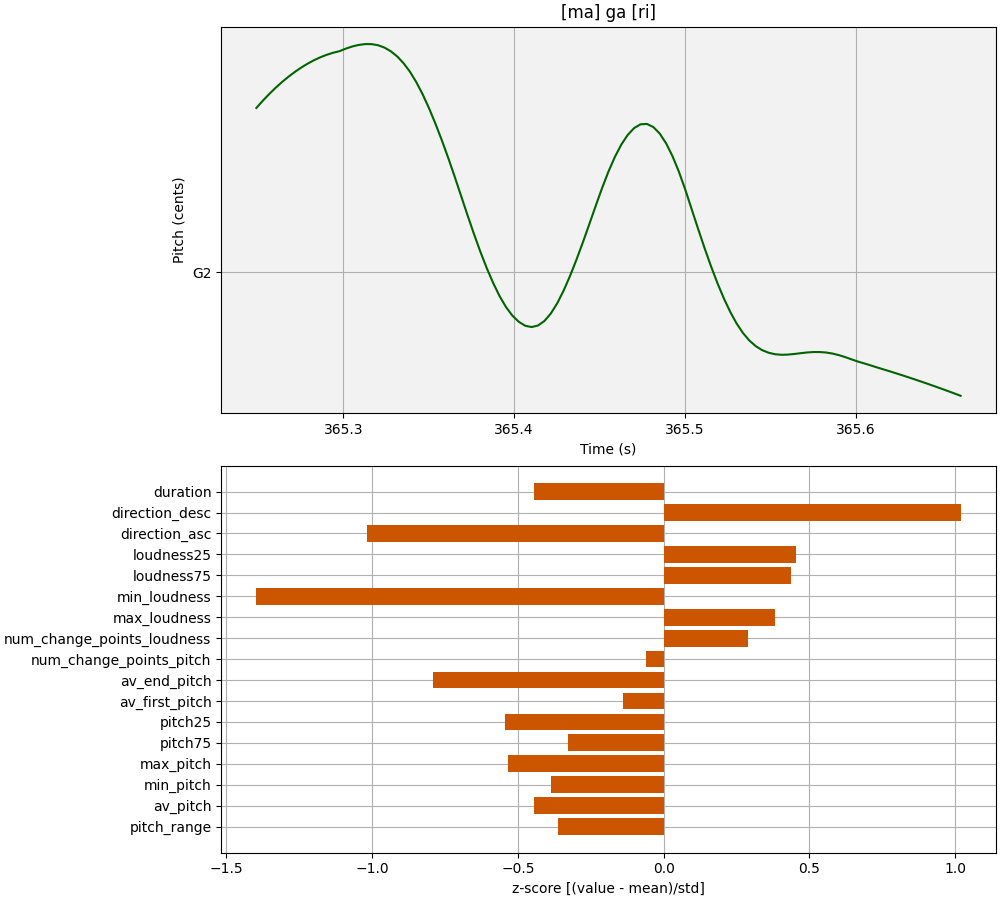 [ma] ga [ri]
Pitch (cents)
G2
365.3 365.4 365.5 365.6
Time (s)
duration
direction_desc
direction_asc
loudness25
loudness75
min_loudness
max_loudness
num_change_points_loudness
num_change_points_pitch
av_end_pitch
av_first_pitch
pitch25
pitch75
max_pitch
min_pitch
av_pitch
pitch_range
−1.5 −1.0 −0.5 0.0 0.5 1.0
z-score [(value - mean)/std]